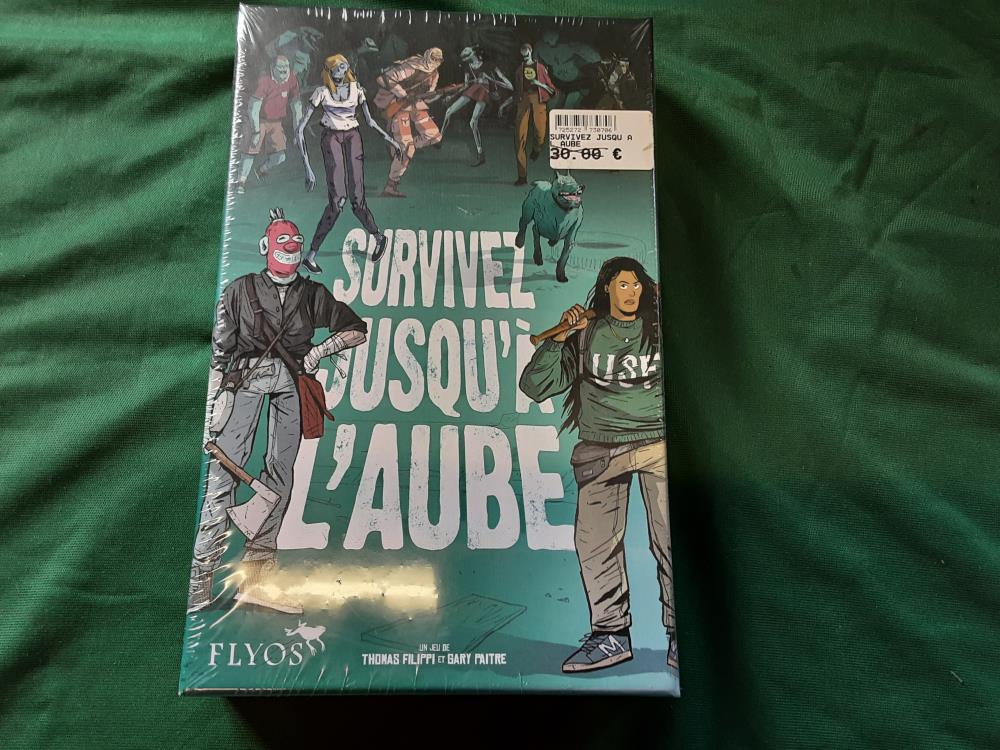 725272 730706
SURVIVEZ JUSQU A
L AUBE
30.00 €
SURVIVEZ
JUSQU'À
L'AUBE
USK
FLYOS
UN JEU DE
THOMAS FILIPPI ET GARY PAITRE